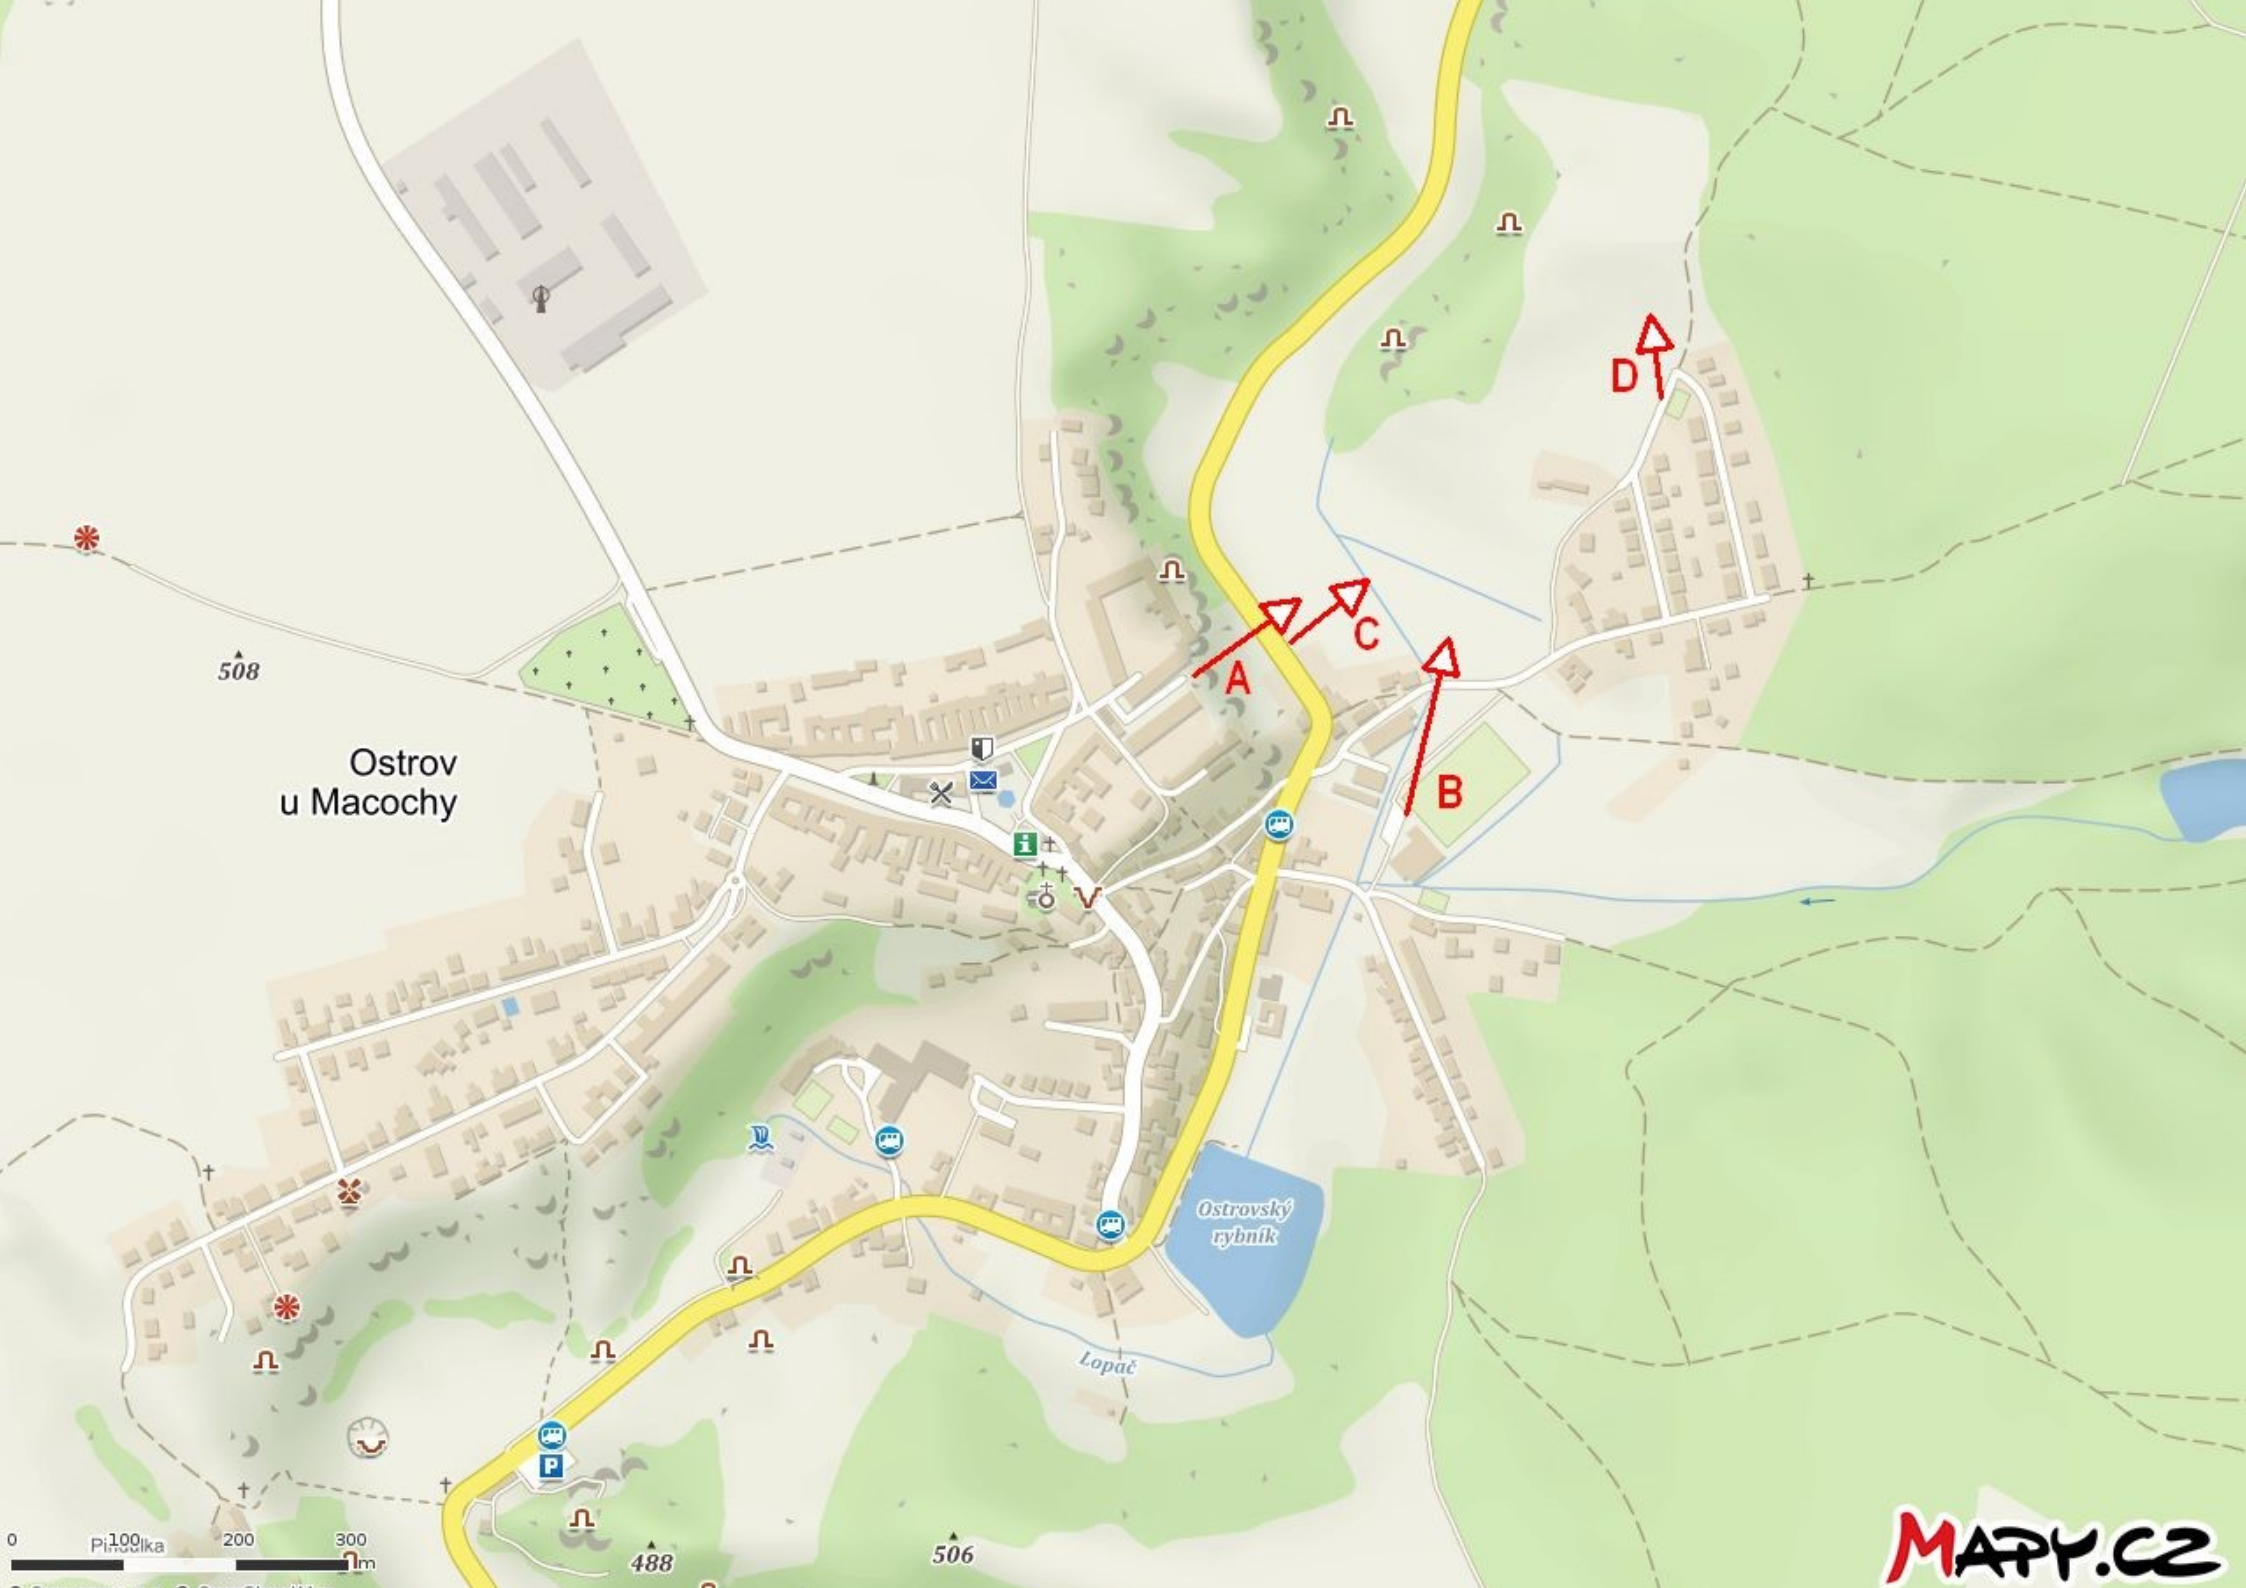 D
C
A
508
Ostrov
u Macochy
B
i
Ostrovský
rybník
Lopač
P
0 100 200 300
m
488
506
MAPY.CZ